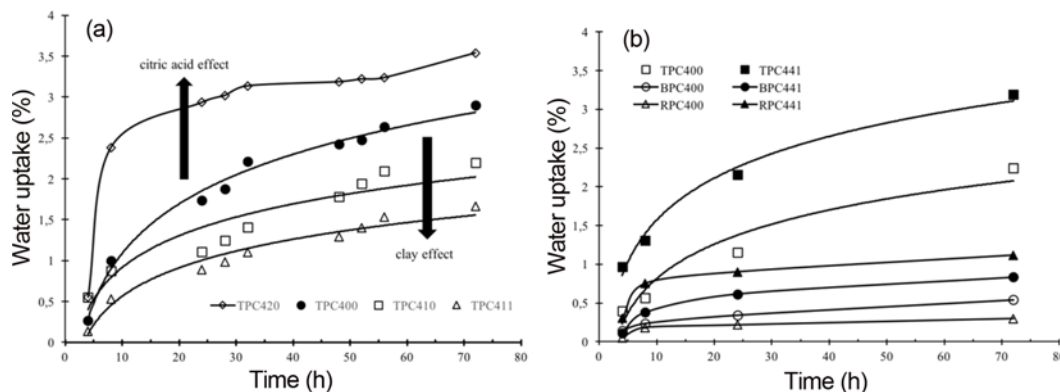 (a)
4
3,5
3
2,5
2
1,5
1
0,5
0
Water uptake (%)
citric acid effect
clay effect
TPC420 TPC400 TPC410 TPC411
0 10 20 30 40 50 60 70 80
Time (h)
(b)
4
3,5
3
2,5
2
1,5
1
0,5
0
Water uptake (%)
TPC400 TPC441
BPC400 BPC441
RPC400 RPC441
0 10 20 30 40 50 60 70 80
Time (h)